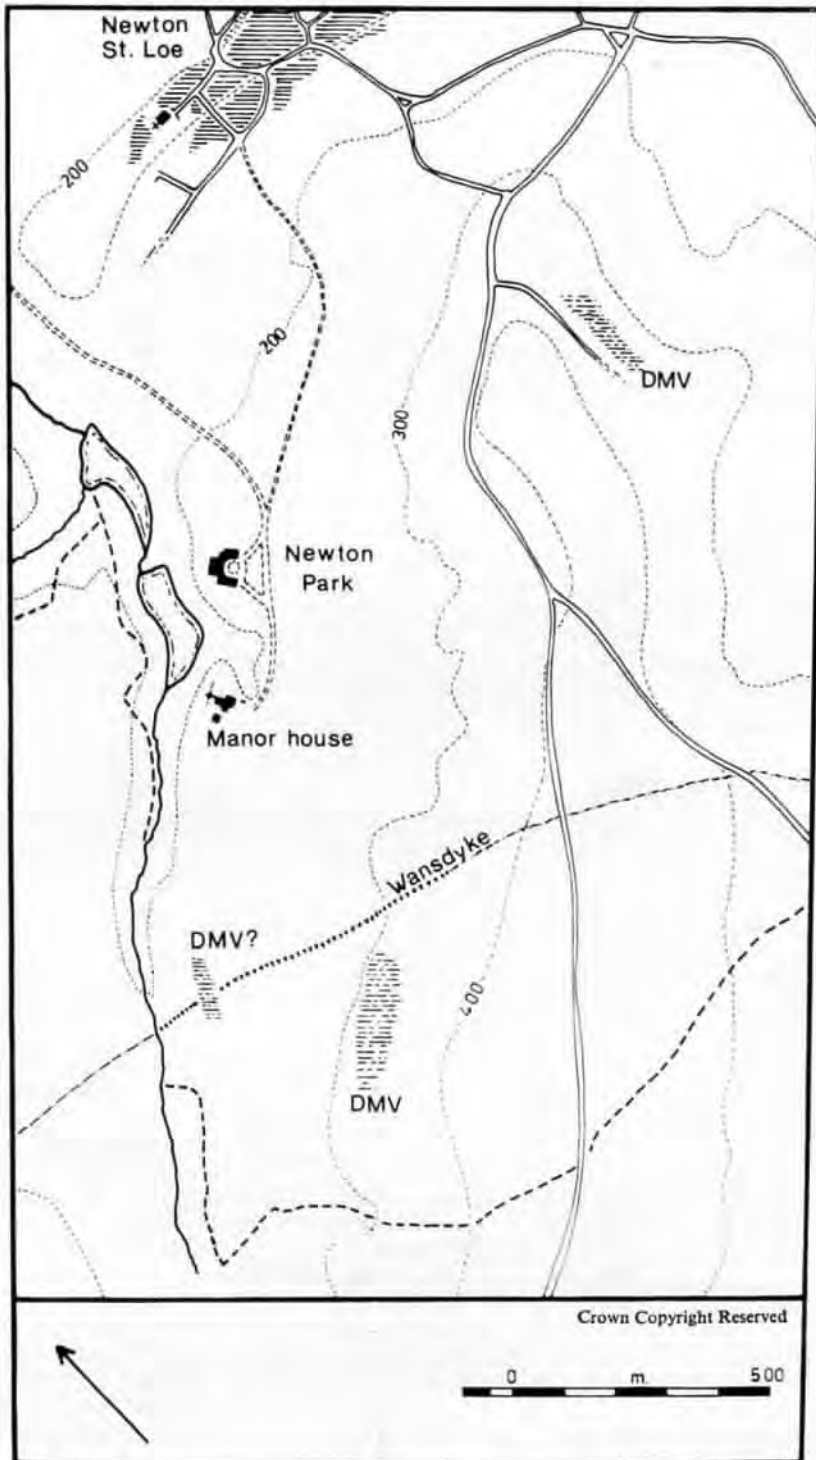 Newton
St. Loe
200
200
300
DMV
Newton
Park
Manor house
Wansdyke
DMV?
400
DMV
Crown Copyright Reserved
0 m. 500